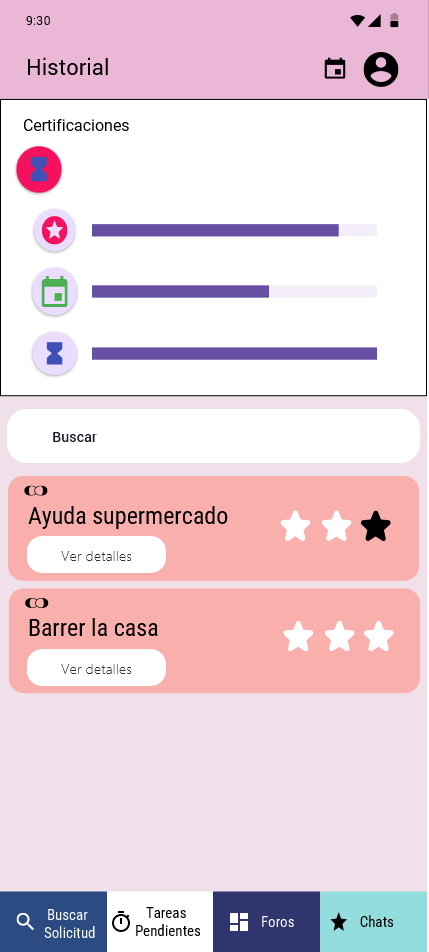 9:30
Historial
Certificaciones
Buscar
Ayuda supermercado
Ver detalles
Barrer la casa
Ver detalles
Buscar
Solicitud
Tareas
Pendientes
Foros
Chats